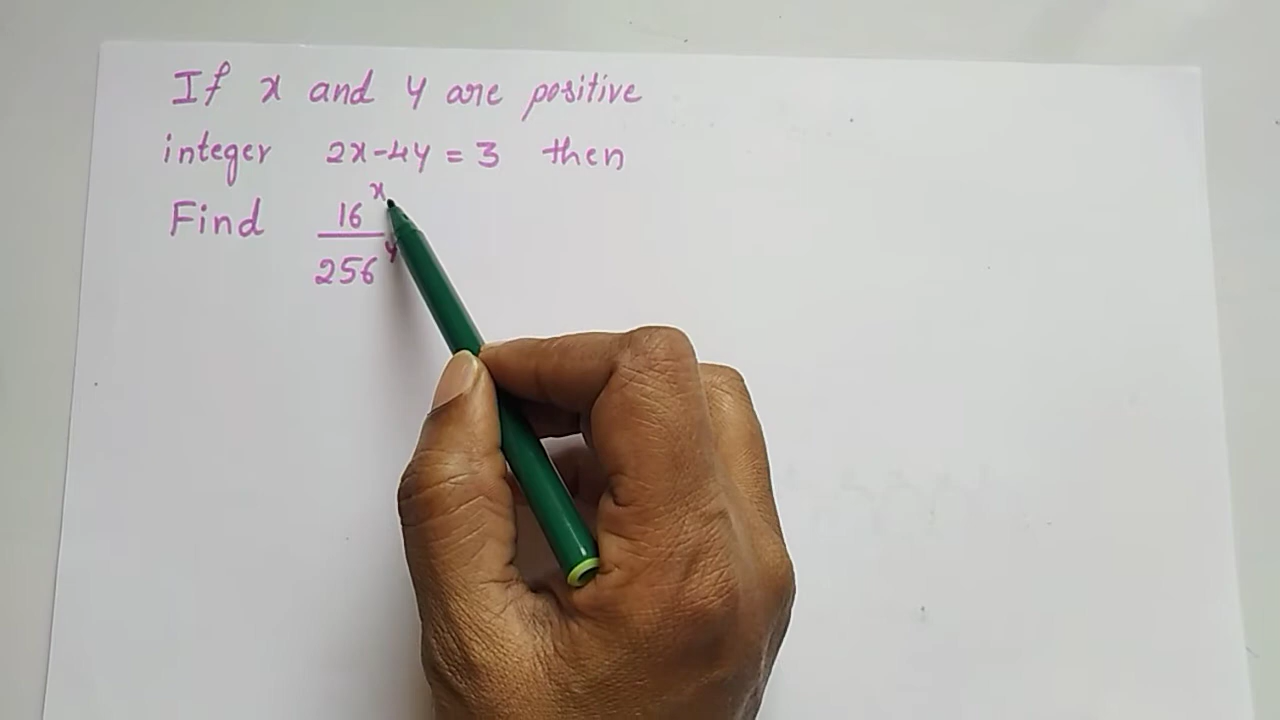 If x and y are positive
integer 2x-4y = 3 then
Find 16^x
256^y